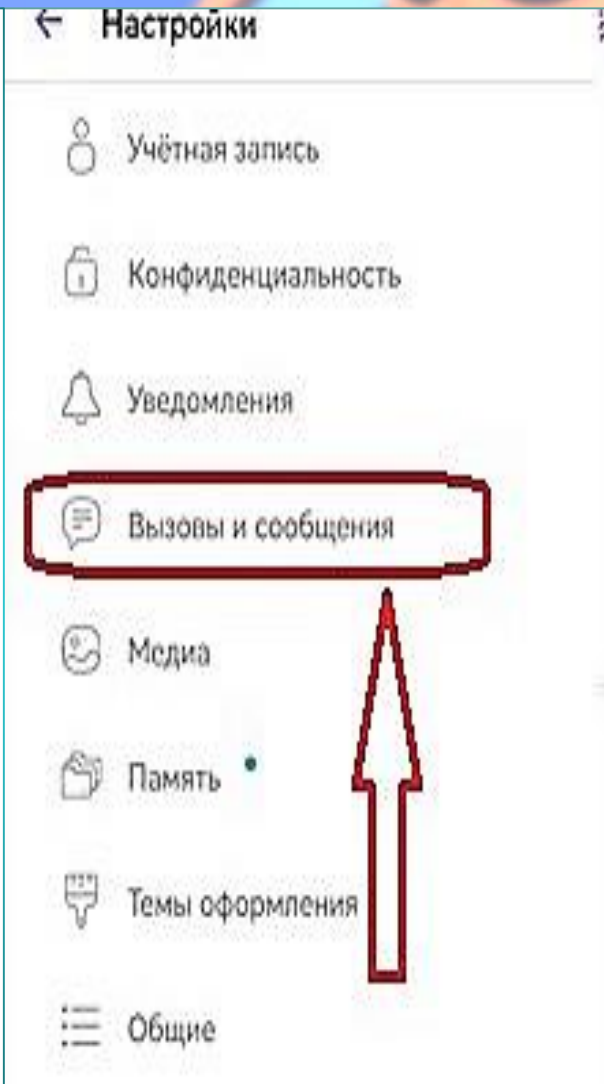 Настройки
Учётная запись
Конфиденциальность
Уведомления
Вызовы и сообщения
Медиа
Память
Темы оформления
Общие